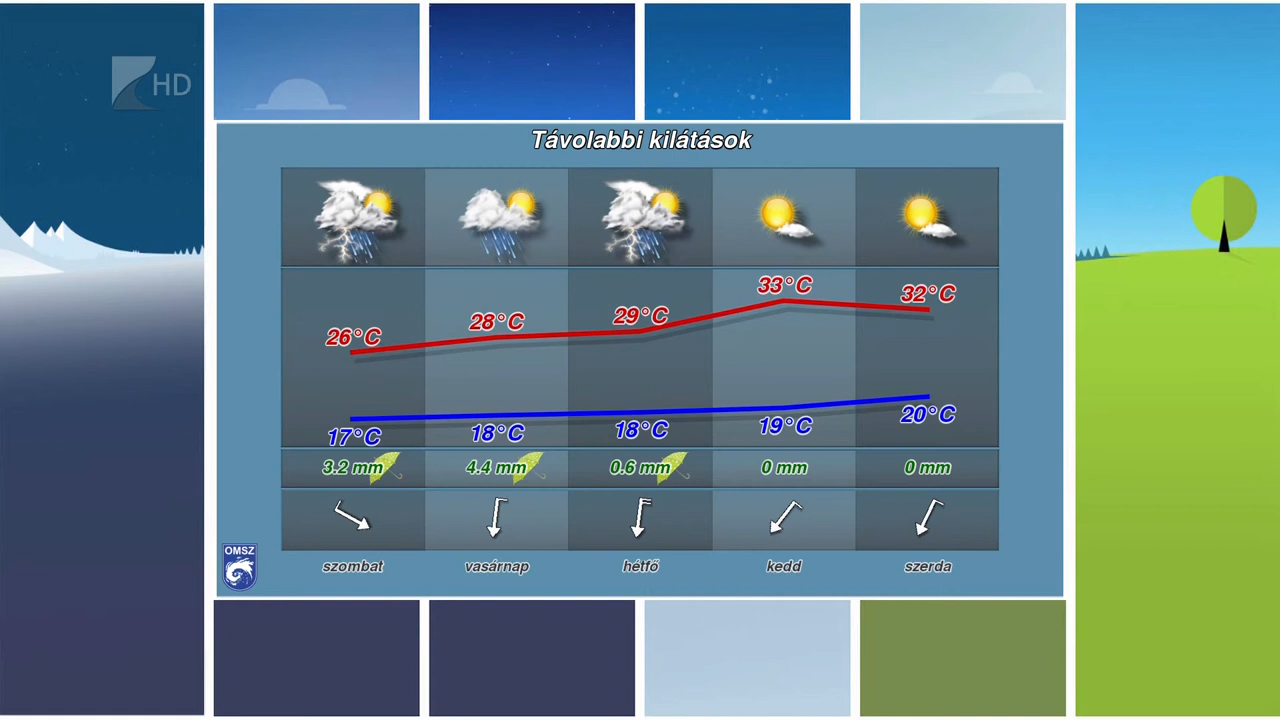 HD
Távolabbi kilátások
26°C 28°C 29°C 33°C 32°C
17°C 18°C 18°C 19°C 20°C
3.2 mm 4.4 mm 0.6 mm 0 mm 0 mm
OMSZ
szombat vasárnap hétfő kedd szerda